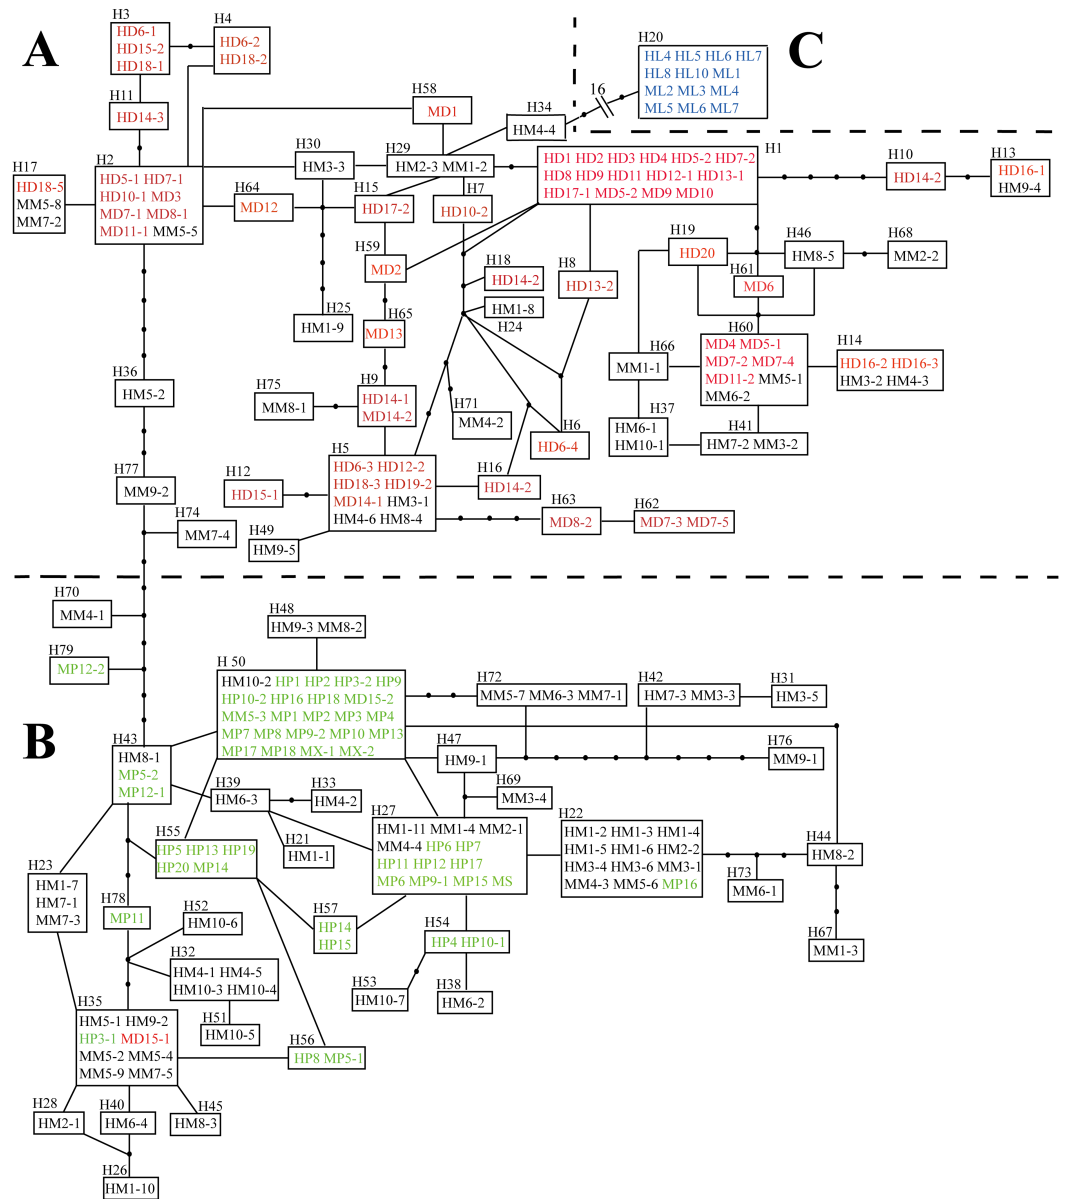 A
H3
HD6-1
HD15-2
HD18-1
H4
HD6-2
HD18-2
H20
HL4 HL5 HL6 HL7
HL8 HL10 ML1
ML2 ML3 ML4
ML5 ML6 ML7
C
16
H11
HD14-3
H58
MD1
H34
HM4-4
H17
HD18-5
MM5-8
MM7-2
H2
HD5-1 HD7-1
HD10-1 MD3
MD7-1 MD8-1
MD11-1 MM5-5
H30
HM3-3
H29
HM2-3 MM1-2
H1
HD1 HD2 HD3 HD4 HD5-2 HD7-2
HD8 HD9 HD11 HD12-1 HD13-1
HD17-1 MD5-2 MD9 MD10
H10
HD14-2
H13
HD16-1
HM9-4
H64
MD12
H15
HD17-2
H7
HD10-2
H59
MD2
H18
HD14-2
H8
HD13-2
H19
HD20
H46
HM8-5
H68
MM2-2
H61
MD6
H25
HM1-9
H65
MD13
HM1-8
H24
H60
MD4 MD5-1
MD7-2 MD7-4
MD11-2 MM5-1
MM6-2
H14
HD16-2 HD16-3
HM3-2 HM4-3
H66
MM1-1
H36
HM5-2
H75
MM8-1
H9
HD14-1
MD14-2
H71
MM4-2
H6
HD6-4
H37
HM6-1
HM10-1
H41
HM7-2 MM3-2
H77
MM9-2
H12
HD15-1
H5
HD6-3 HD12-2
HD18-3 HD19-2
MD14-1 HM3-1
HM4-6 HM8-4
H16
HD14-2
H63
MD8-2
H62
MD7-3 MD7-5
H74
MM7-4
H49
HM9-5
H70
MM4-1
H79
MP12-2
B
H48
HM9-3 MM8-2
H 50
HM10-2 HP1 HP2 HP3-2 HP9
HP10-2 HP16 HP18 MD15-2
MM5-3 MP1 MP2 MP3 MP4
MP7 MP8 MP9-2 MP10 MP13
MP17 MP18 MX-1 MX-2
H72
MM5-7 MM6-3 MM7-1
H42
HM7-3 MM3-3
H31
HM3-5
H43
HM8-1
MP5-2
MP12-1
H47
HM9-1
H76
MM9-1
H39
HM6-3
H33
HM4-2
H69
MM3-4
H21
HM1-1
H27
HM1-11 MM1-4 MM2-1
MM4-4 HP6 HP7
HP11 HP12 HP17
MP6 MP9-1 MP15 MS
H22
HM1-2 HM1-3 HM1-4
HM1-5 HM1-6 HM2-2
HM3-4 HM3-6 MM3-1
MM4-3 MM5-6 MP16
H44
HM8-2
H73
MM6-1
H55
HP5 HP13 HP19
HP20 MP14
H23
HM1-7
HM7-1
MM7-3
H78
MP11
H52
HM10-6
H57
HP14
HP15
H54
HP4 HP10-1
H67
MM1-3
H32
HM4-1 HM4-5
HM10-3 HM10-4
H53
HM10-7
H38
HM6-2
H51
HM10-5
H35
HM5-1 HM9-2
HP3-1 MD15-1
MM5-2 MM5-4
MM5-9 MM7-5
H56
HP8 MP5-1
H28
HM2-1
H40
HM6-4
H45
HM8-3
H26
HM1-10